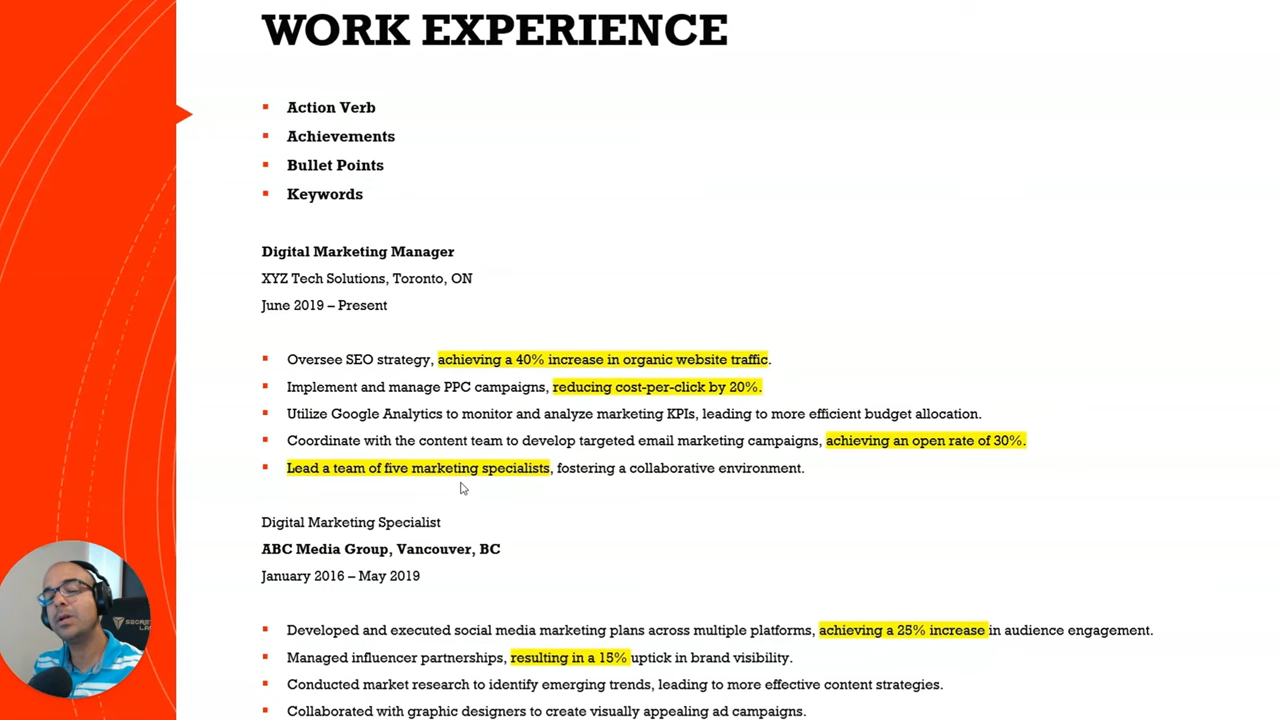 WORK EXPERIENCE
Action Verb
Achievements
Bullet Points
Keywords
Digital Marketing Manager
XYZ Tech Solutions, Toronto, ON
June 2019 – Present
Oversee SEO strategy, achieving a 40% increase in organic website traffic.
Implement and manage PPC campaigns, reducing cost-per-click by 20%.
Utilize Google Analytics to monitor and analyze marketing KPIs, leading to more efficient budget allocation.
Coordinate with the content team to develop targeted email marketing campaigns, achieving an open rate of 30%.
Lead a team of five marketing specialists, fostering a collaborative environment.
Digital Marketing Specialist
ABC Media Group, Vancouver, BC
January 2016 – May 2019
Developed and executed social media marketing plans across multiple platforms, achieving a 25% increase in audience engagement.
Managed influencer partnerships, resulting in a 15% uptick in brand visibility.
Conducted market research to identify emerging trends, leading to more effective content strategies.
Collaborated with graphic designers to create visually appealing ad campaigns.